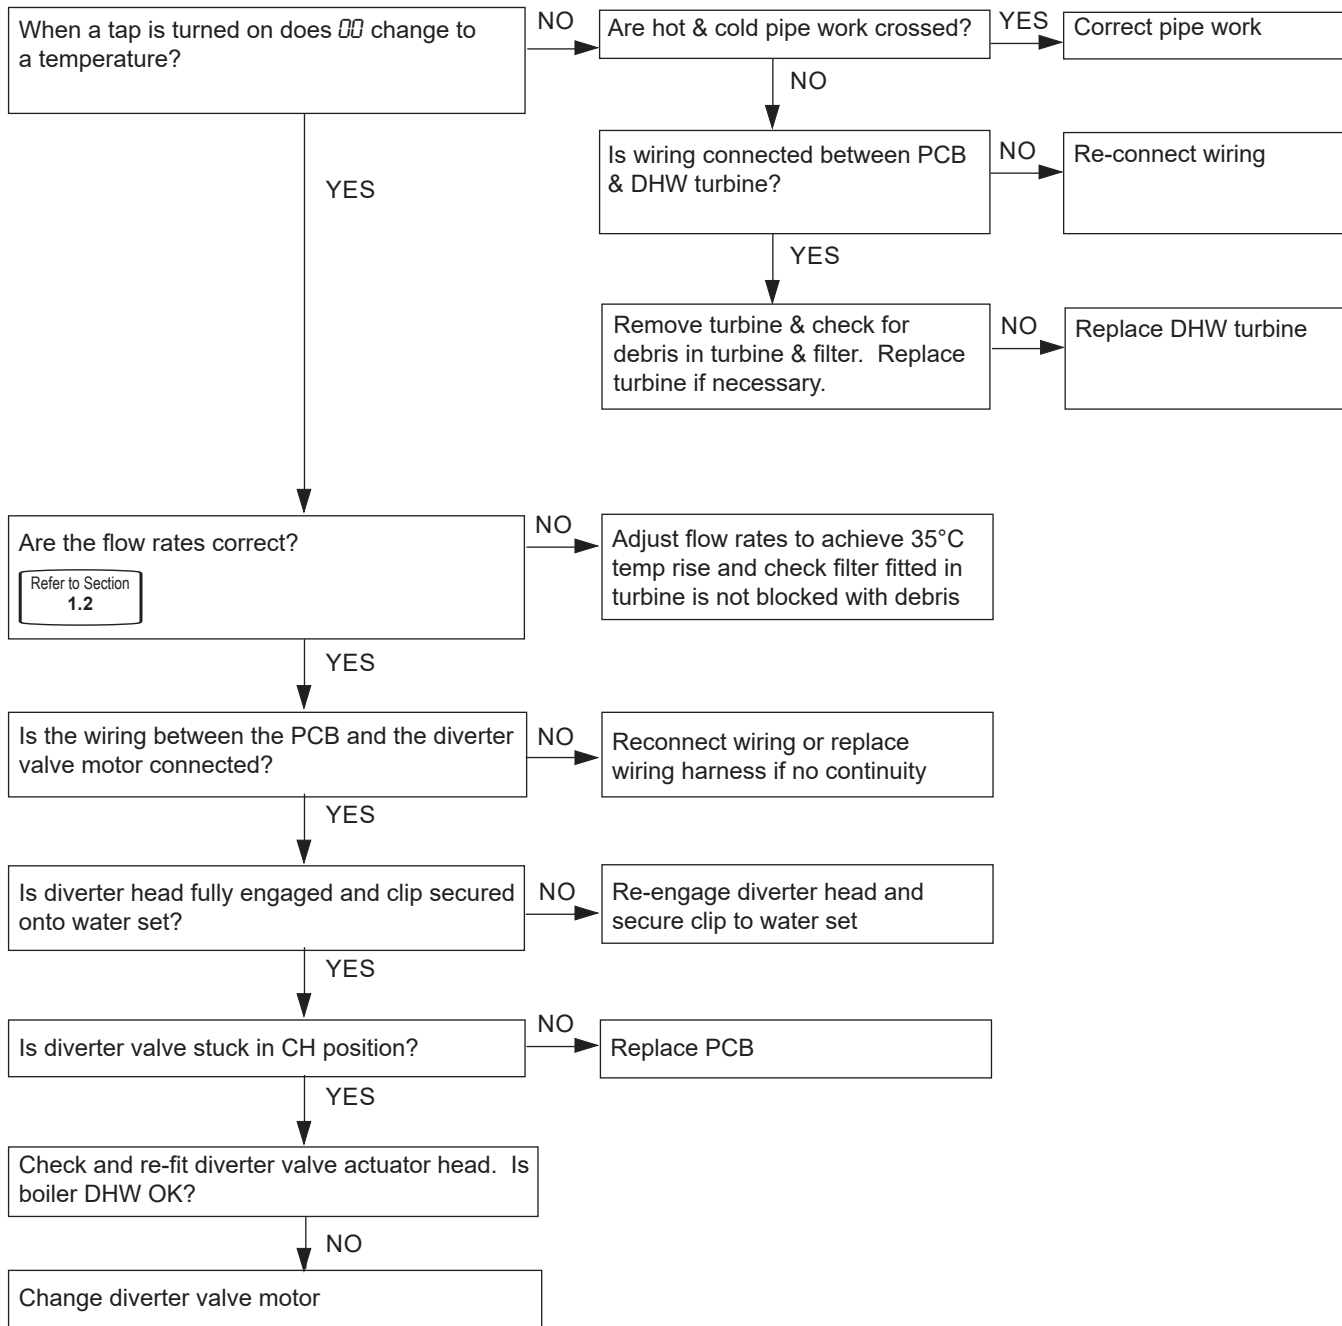 When a tap is turned on does 00 change to
a temperature?
NO
Are hot & cold pipe work crossed?
YES
Correct pipe work
NO
Is wiring connected between PCB
& DHW turbine?
NO
Re-connect wiring
YES
YES
Remove turbine & check for
debris in turbine & filter.  Replace
turbine if necessary.
NO
Replace DHW turbine
Are the flow rates correct?
Refer to Section
1.2
NO
Adjust flow rates to achieve 35°C
temp rise and check filter fitted in
turbine is not blocked with debris
YES
Is the wiring between the PCB and the diverter
valve motor connected?
NO
Reconnect wiring or replace
wiring harness if no continuity
YES
Is diverter head fully engaged and clip secured
onto water set?
NO
Re-engage diverter head and
secure clip to water set
YES
Is diverter valve stuck in CH position?
NO
Replace PCB
YES
Check and re-fit diverter valve actuator head.  Is
boiler DHW OK?
NO
Change diverter valve motor